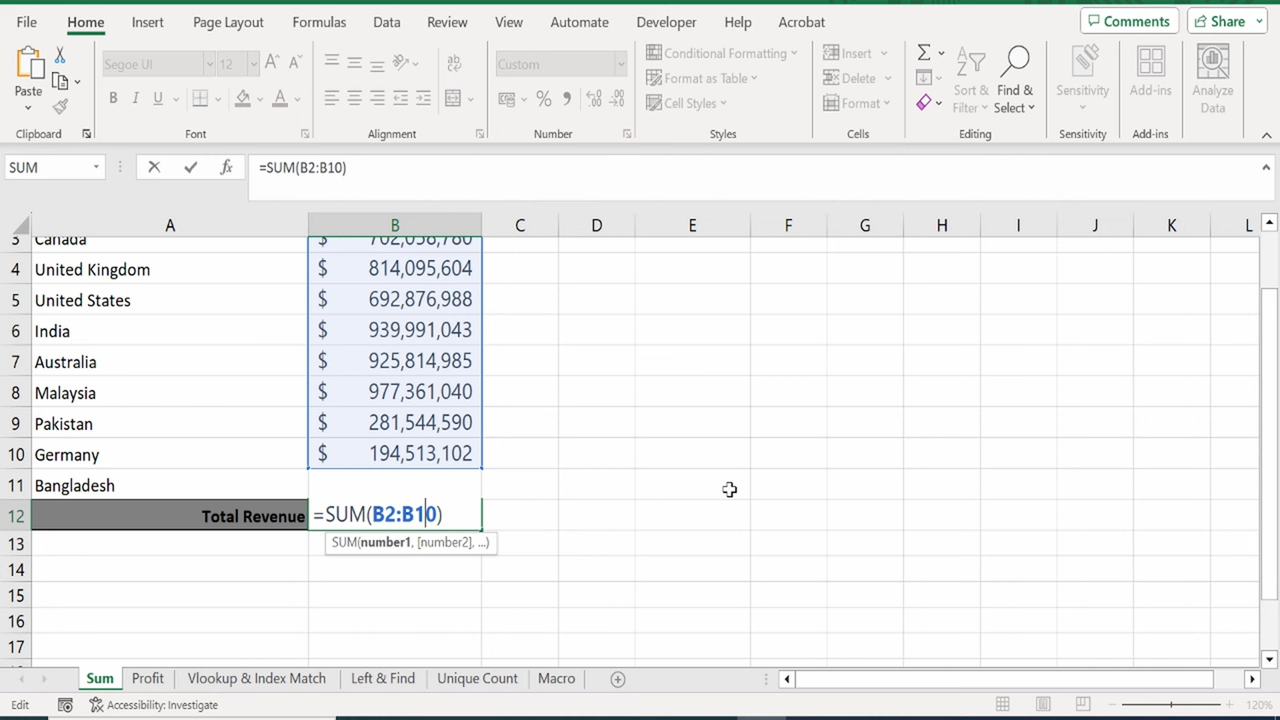 File Home Insert Page Layout Formulas Data Review View Automate Developer Help Acrobat Comments Share
Paste
Segoe UI 12 A A
B I U A
ab
Custom
% 
Conditional Formatting
Format as Table
Cell Styles
Insert
Delete
Format
Σ
Sort & Filter
Find & Select
Sensitivity
Add-ins
Analyze Data
Clipboard Font Alignment Number Styles Cells Editing Sensitivity Add-ins
SUM fx =SUM(B2:B10)
A B C D E F G H I J K L
3 Canada $ 702,058,780
4 United Kingdom $ 814,095,604
5 United States $ 692,876,988
6 India $ 939,991,043
7 Australia $ 925,814,985
8 Malaysia $ 977,361,040
9 Pakistan $ 281,544,590
10 Germany $ 194,513,102
11 Bangladesh
12 Total Revenue =SUM(B2:B10)
13 SUM(number1, [number2], ...)
14
15
16
17
Sum Profit Vlookup & Index Match Left & Find Unique Count Macro
Edit Accessibility: Investigate 120%